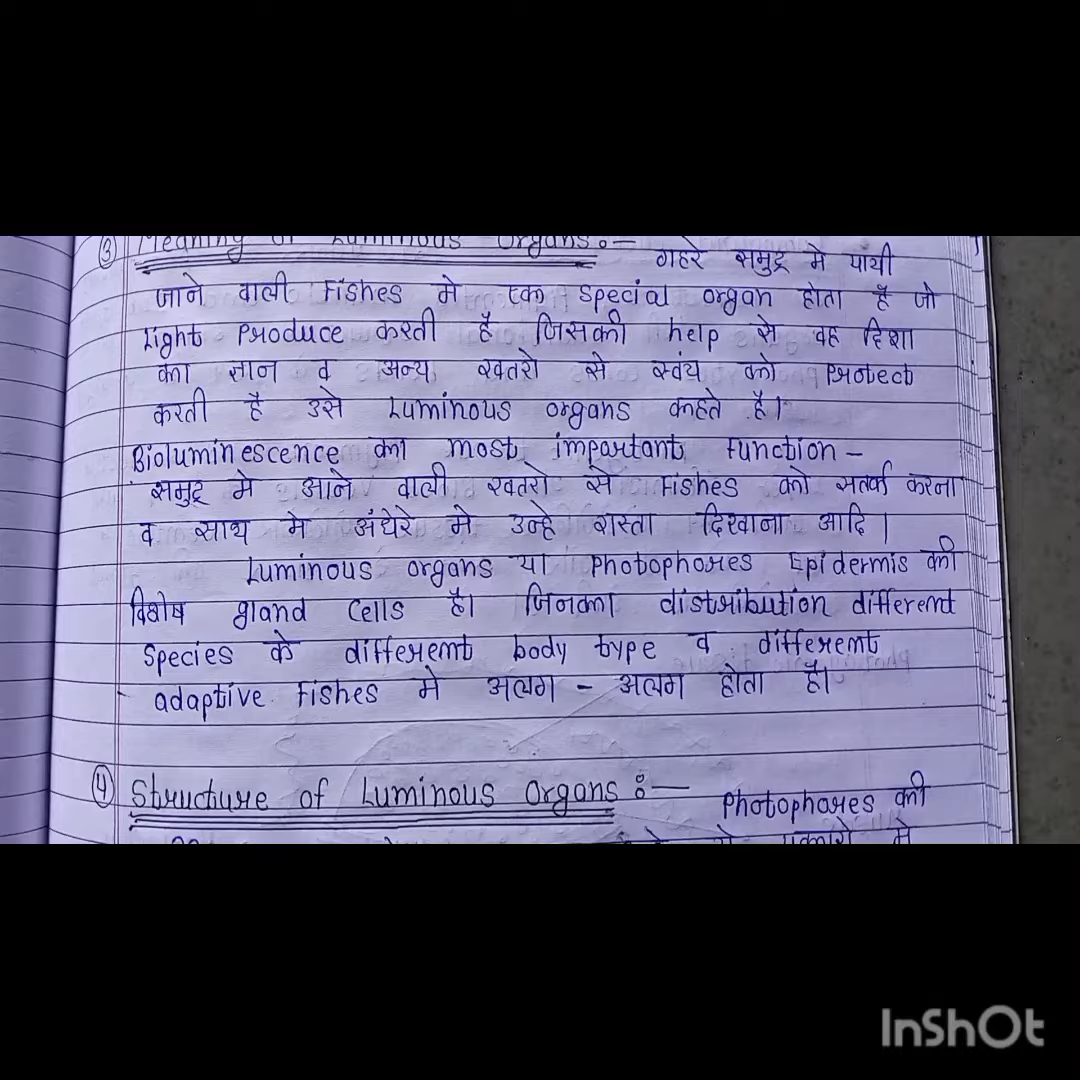 ③ Meaning of Luminous Organs :— गहरे समुद्र मे पायी
जाने वाली Fishes मे एक special organ होता है जो
Light Produce करती है जिसकी help से वह दिशा
का ज्ञान व अन्य खतरो से स्वंय को Protect
करती है उसे Luminous organs कहते है।
Bioluminescence का most important Function –
समुद्र मे आने वाली खतरो से Fishes को सतर्क करना
व साथ मे अंधेरे मे उन्हे रास्ता दिखाना आदि।
Luminous organs या Photophores Epidermis की
विशेष gland cells है। जिनका distribution different
Species के different body type व different
adaptive Fishes मे अलग – अलग होता है।
④ Structure of Luminous Organs :— Photophores की
InShOt